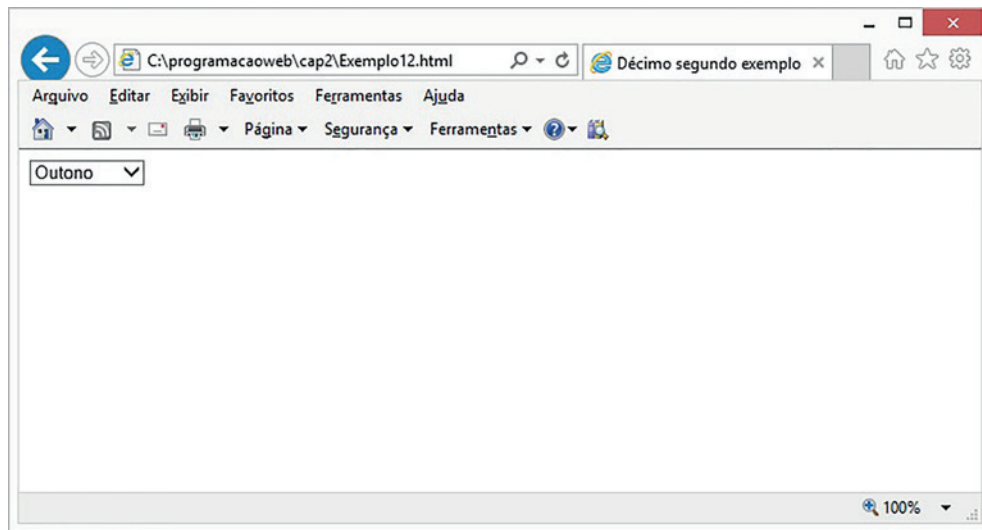 C:\programacaoweb\cap2\Exemplo12.html
Décimo segundo exemplo
Arquivo Editar Exibir Favoritos Ferramentas Ajuda
Página Segurança Ferramentas
Outono
100%